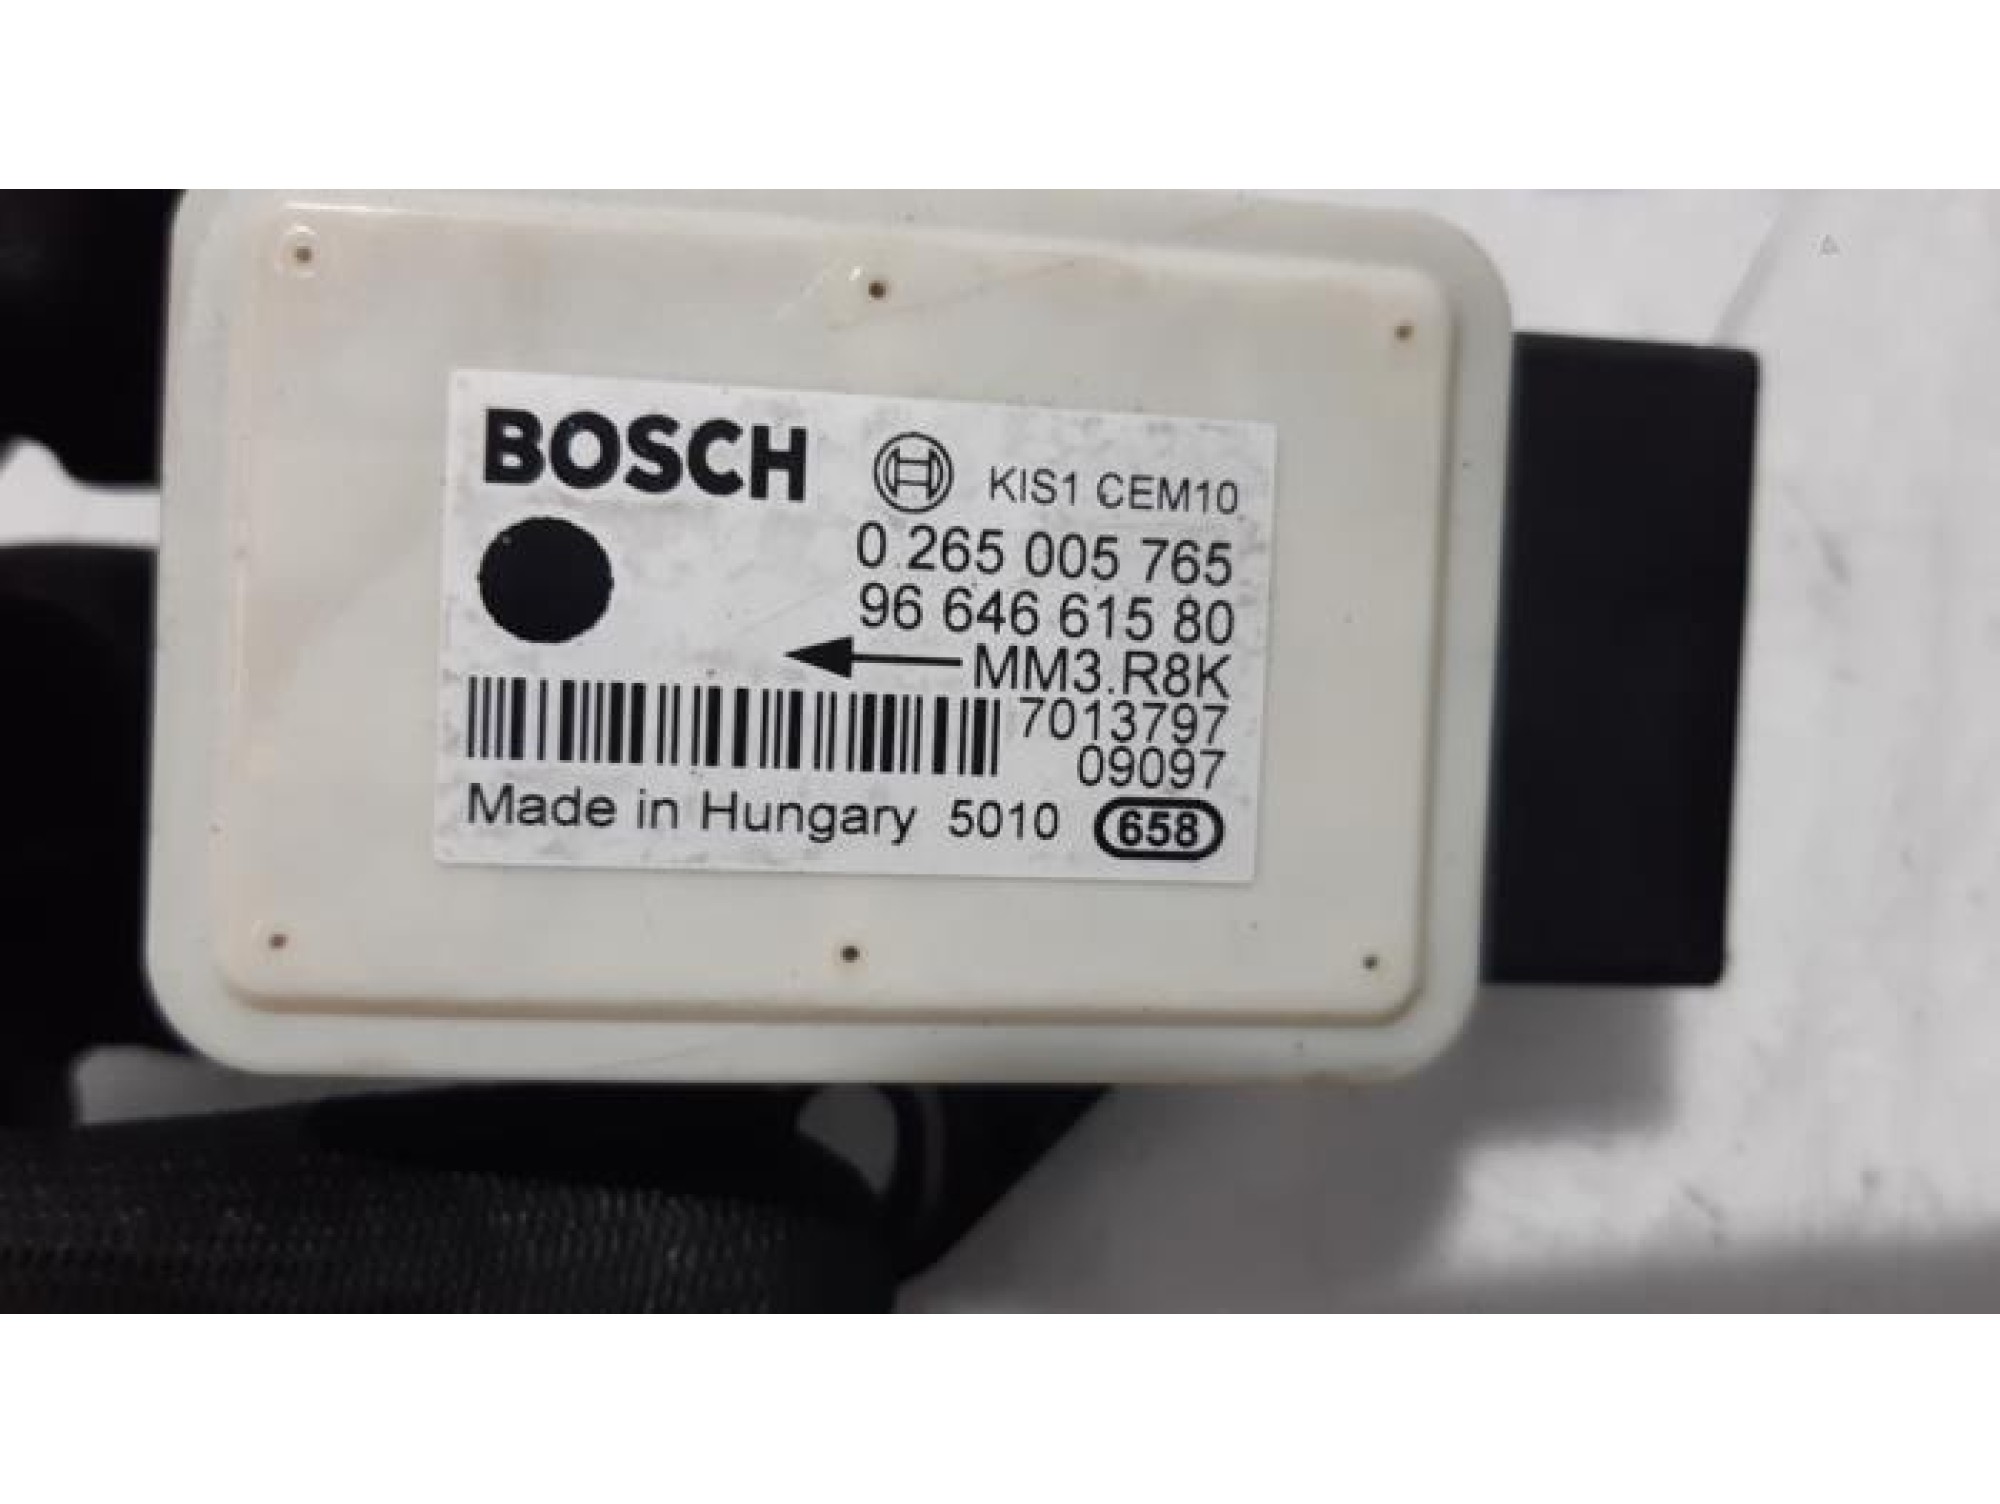 BOSCH KIS1 CEM10
0 265 005 765
96 646 615 80
MM3.R8K
7013797
09097
Made in Hungary 5010 658